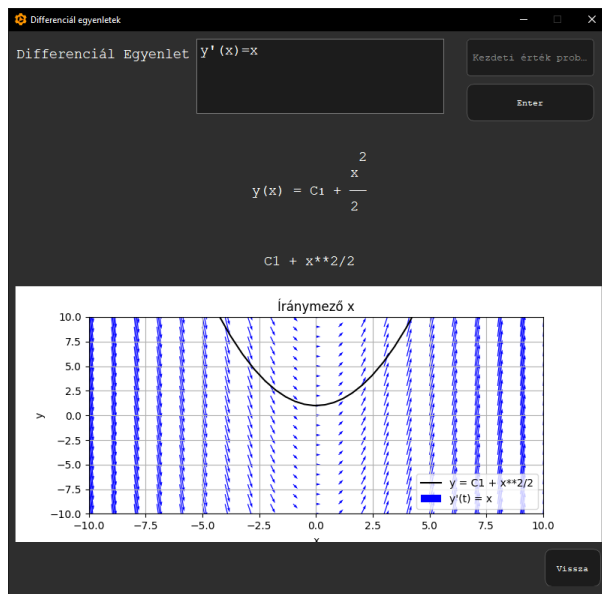 Differenciál egyenletek
Differenciál Egyenlet
y'(x)=x
Kezdeti érték prob…
Enter
2
x
y(x) = C1 + ──
2
C1 + x**2/2
Íránymező x
10.0
7.5
5.0
2.5
0.0
−2.5
−5.0
−7.5
−10.0
y
−10.0 −7.5 −5.0 −2.5 0.0 2.5 5.0 7.5 10.0
x
y = C1 + x**2/2
y'(t) = x
Vissza